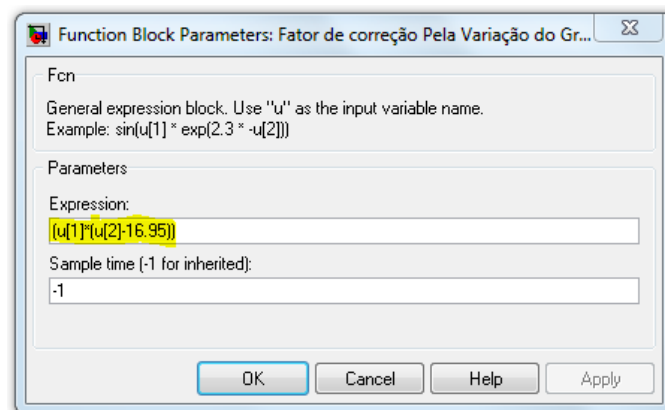 Function Block Parameters: Fator de correção Pela Variação do Gr...
Fcn
General expression block. Use "u" as the input variable name.
Example: sin(u[1] * exp(2.3 * -u[2]))
Parameters
Expression:
(u[1]*(u[2]-16.95))
Sample time (-1 for inherited):
-1
OK
Cancel
Help
Apply